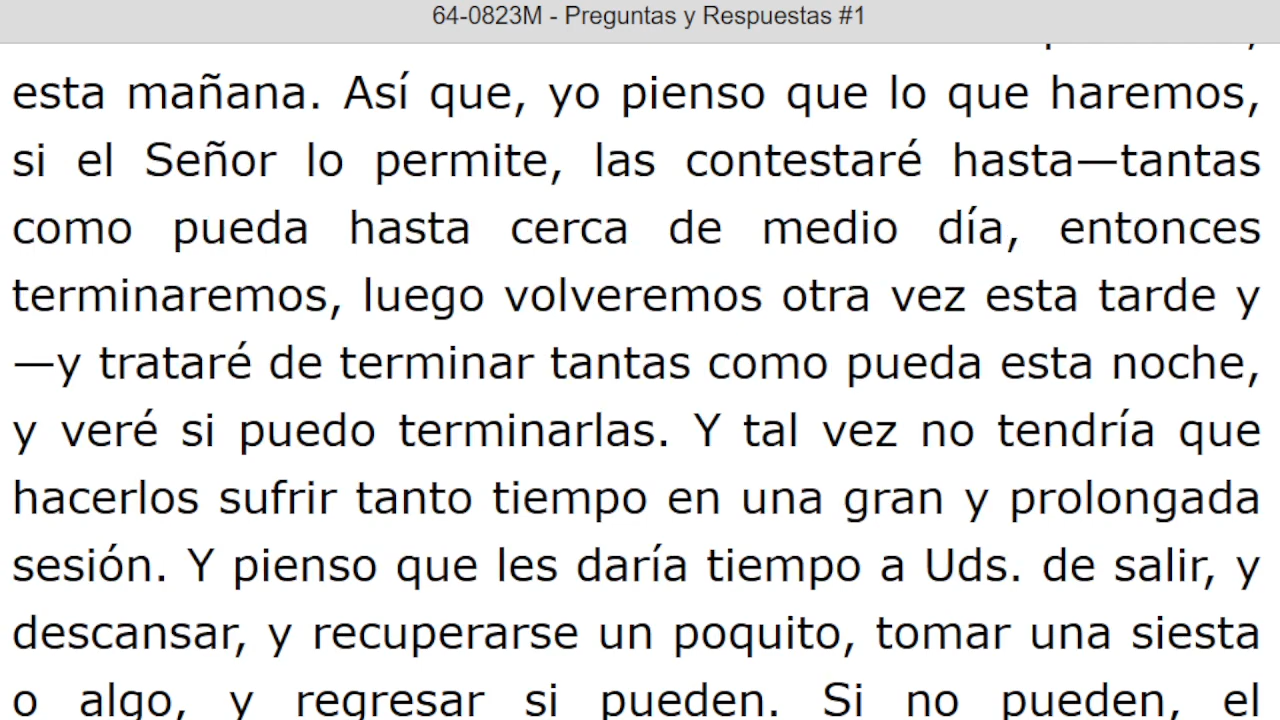 64-0823M - Preguntas y Respuestas #1
esta mañana. Así que, yo pienso que lo que haremos,
si el Señor lo permite, las contestaré hasta—tantas
como pueda hasta cerca de medio día, entonces
terminaremos, luego volveremos otra vez esta tarde y
—y trataré de terminar tantas como pueda esta noche,
y veré si puedo terminarlas. Y tal vez no tendría que
hacerlos sufrir tanto tiempo en una gran y prolongada
sesión. Y pienso que les daría tiempo a Uds. de salir, y
descansar, y recuperarse un poquito, tomar una siesta
o algo, y regresar si pueden. Si no pueden, el